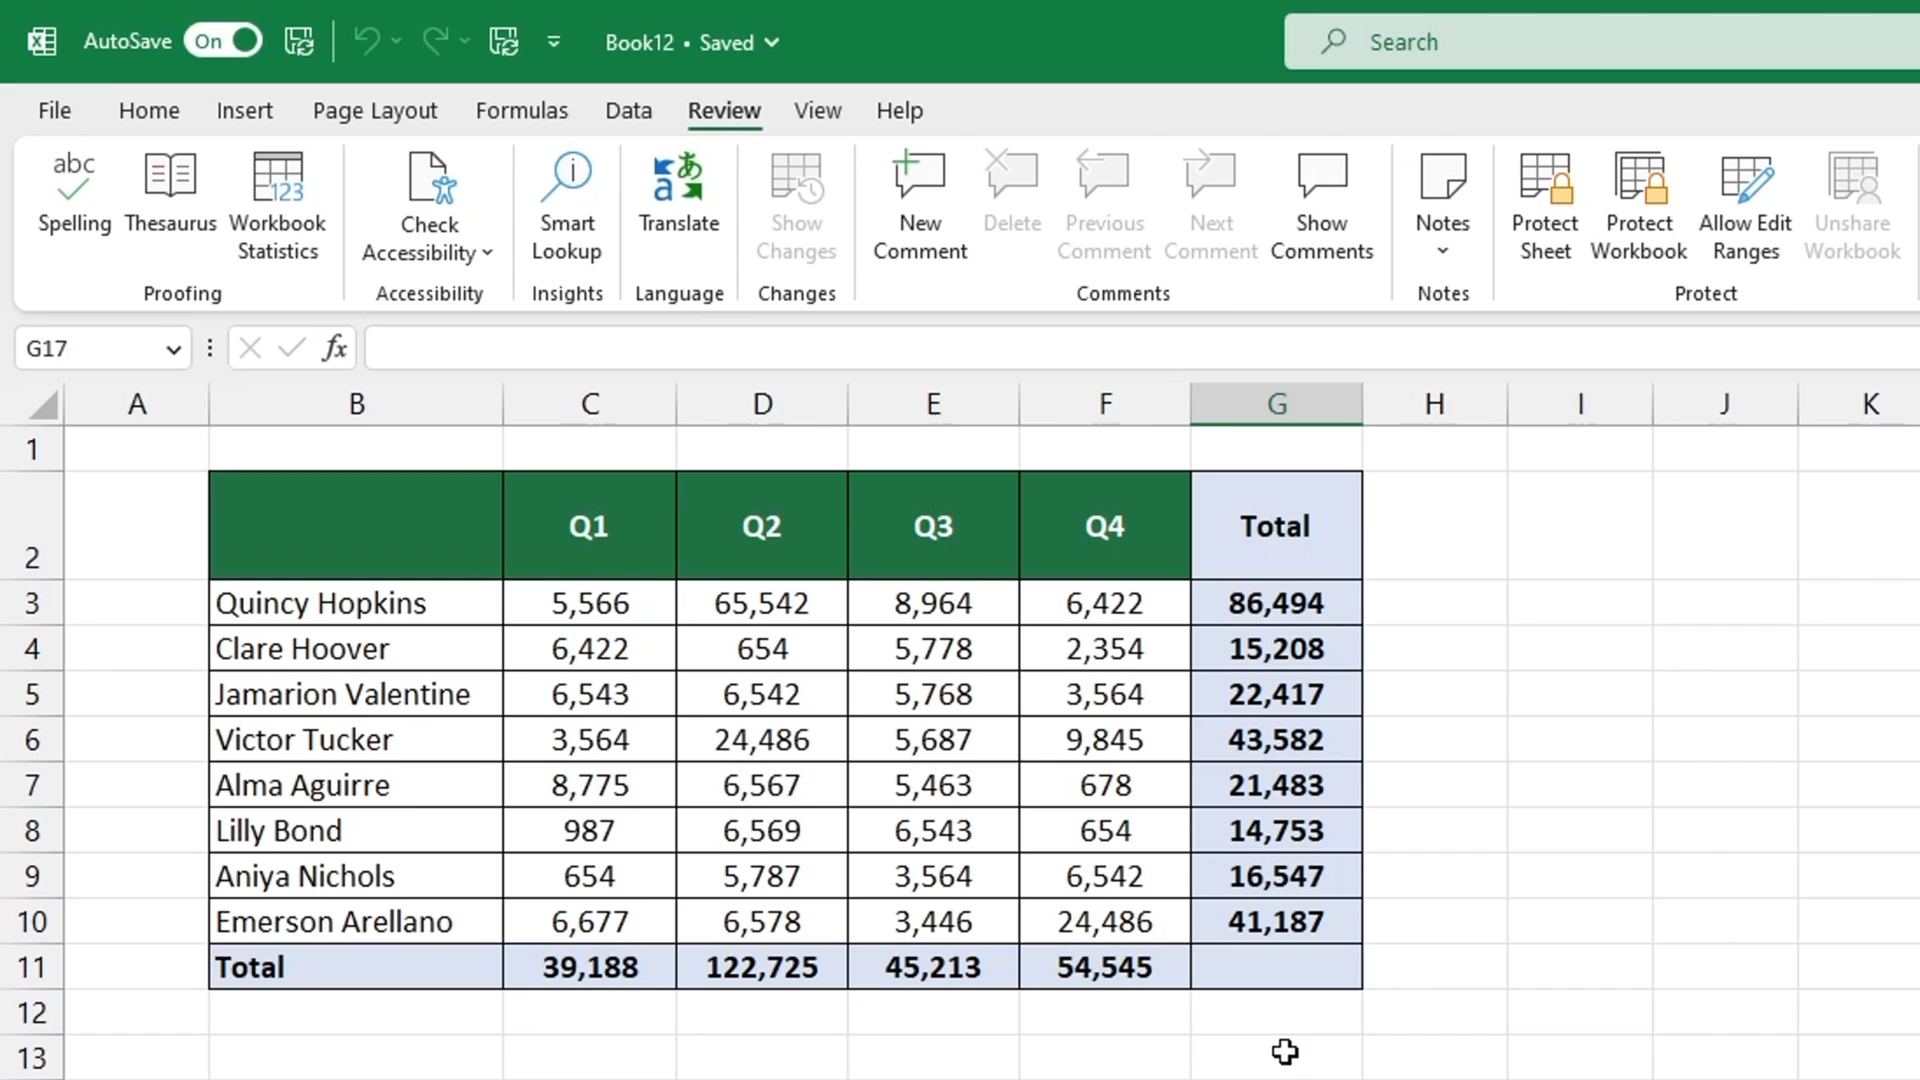 AutoSave On Book12 • Saved Search
File Home Insert Page Layout Formulas Data Review View Help
abc 123 a あ
Spelling Thesaurus Workbook Statistics Check Accessibility Smart Lookup Translate Show Changes New Comment Delete Previous Comment Next Comment Show Comments Notes Protect Sheet Protect Workbook Allow Edit Ranges Unshare Workbook
Proofing Accessibility Insights Language Changes Comments Notes Protect
G17 fx
A B C D E F G H I J K
1
2 Q1 Q2 Q3 Q4 Total
3 Quincy Hopkins 5,566 65,542 8,964 6,422 86,494
4 Clare Hoover 6,422 654 5,778 2,354 15,208
5 Jamarion Valentine 6,543 6,542 5,768 3,564 22,417
6 Victor Tucker 3,564 24,486 5,687 9,845 43,582
7 Alma Aguirre 8,775 6,567 5,463 678 21,483
8 Lilly Bond 987 6,569 6,543 654 14,753
9 Aniya Nichols 654 5,787 3,564 6,542 16,547
10 Emerson Arellano 6,677 6,578 3,446 24,486 41,187
11 Total 39,188 122,725 45,213 54,545
12
13